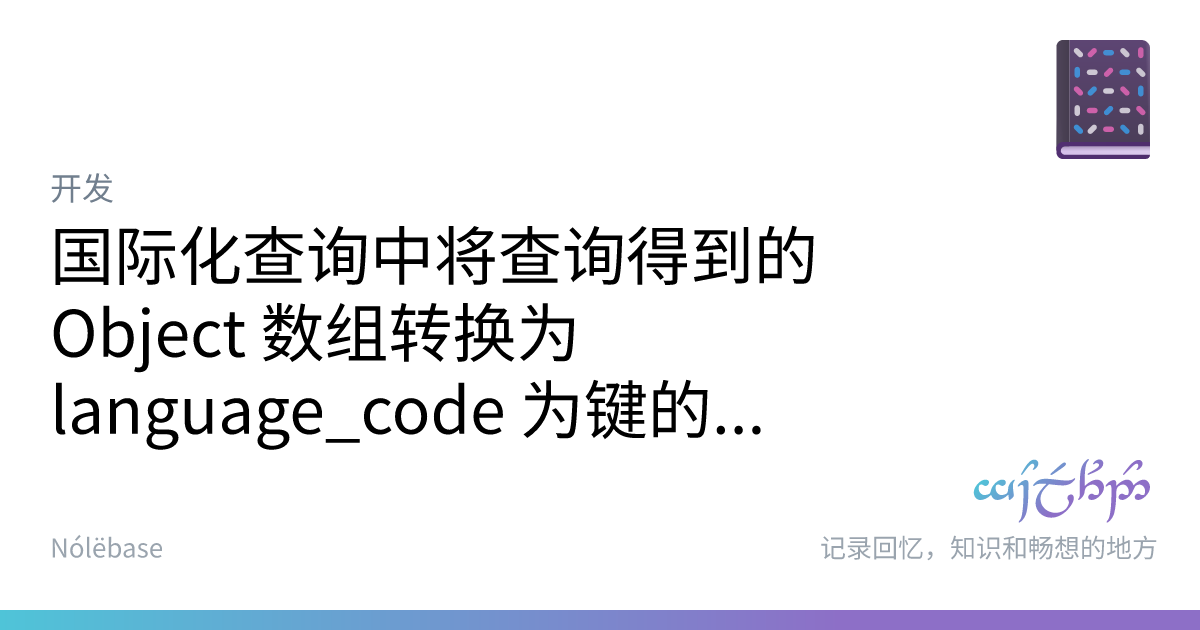 开发
国际化查询中将查询得到的
Object 数组转换为
language_code 为键的...
Nólëbase
记录回忆，知识和畅想的地方